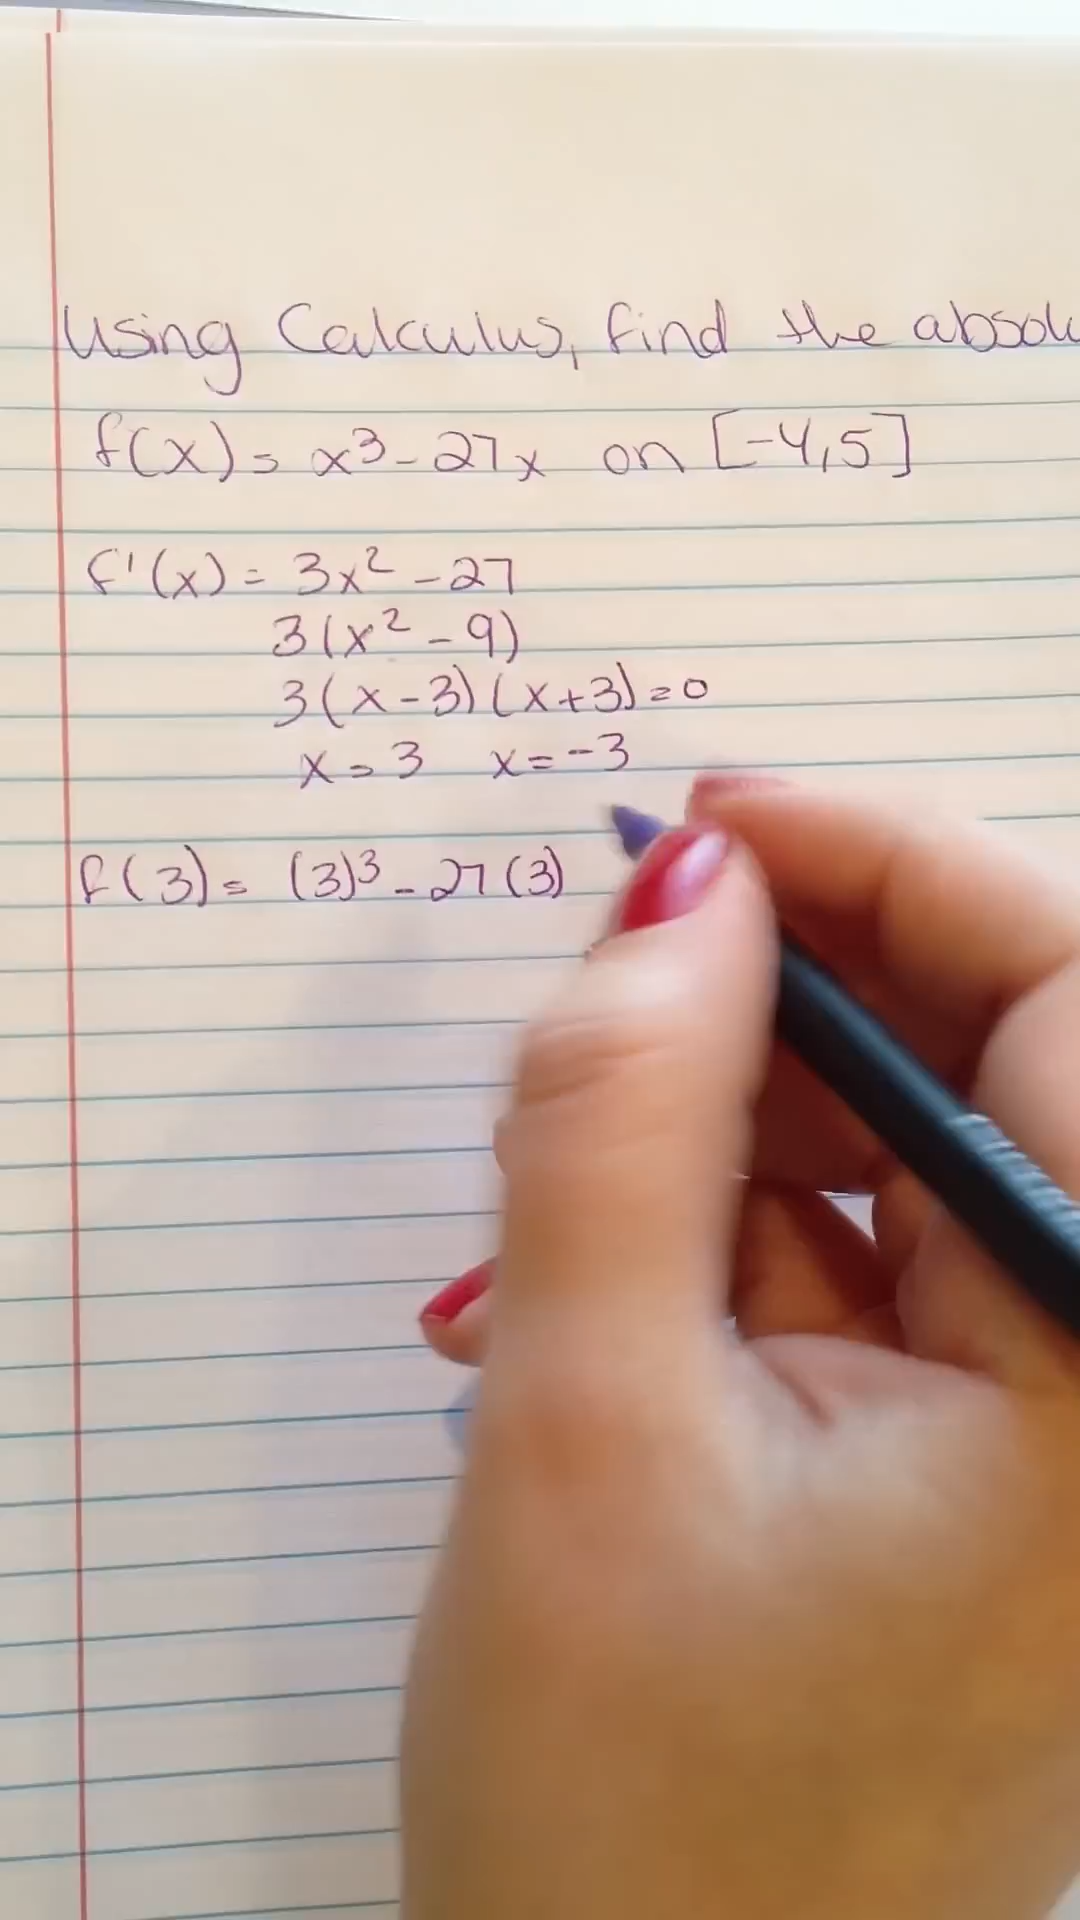 Using Calculus, find the
f(x) = x³ - 27x on [-4,5]
f'(x) = 3x² - 27
3(x² - 9)
3(x-3)(x+3)=0
x = 3 x = -3
f(3) = (3)³ - 27(3)